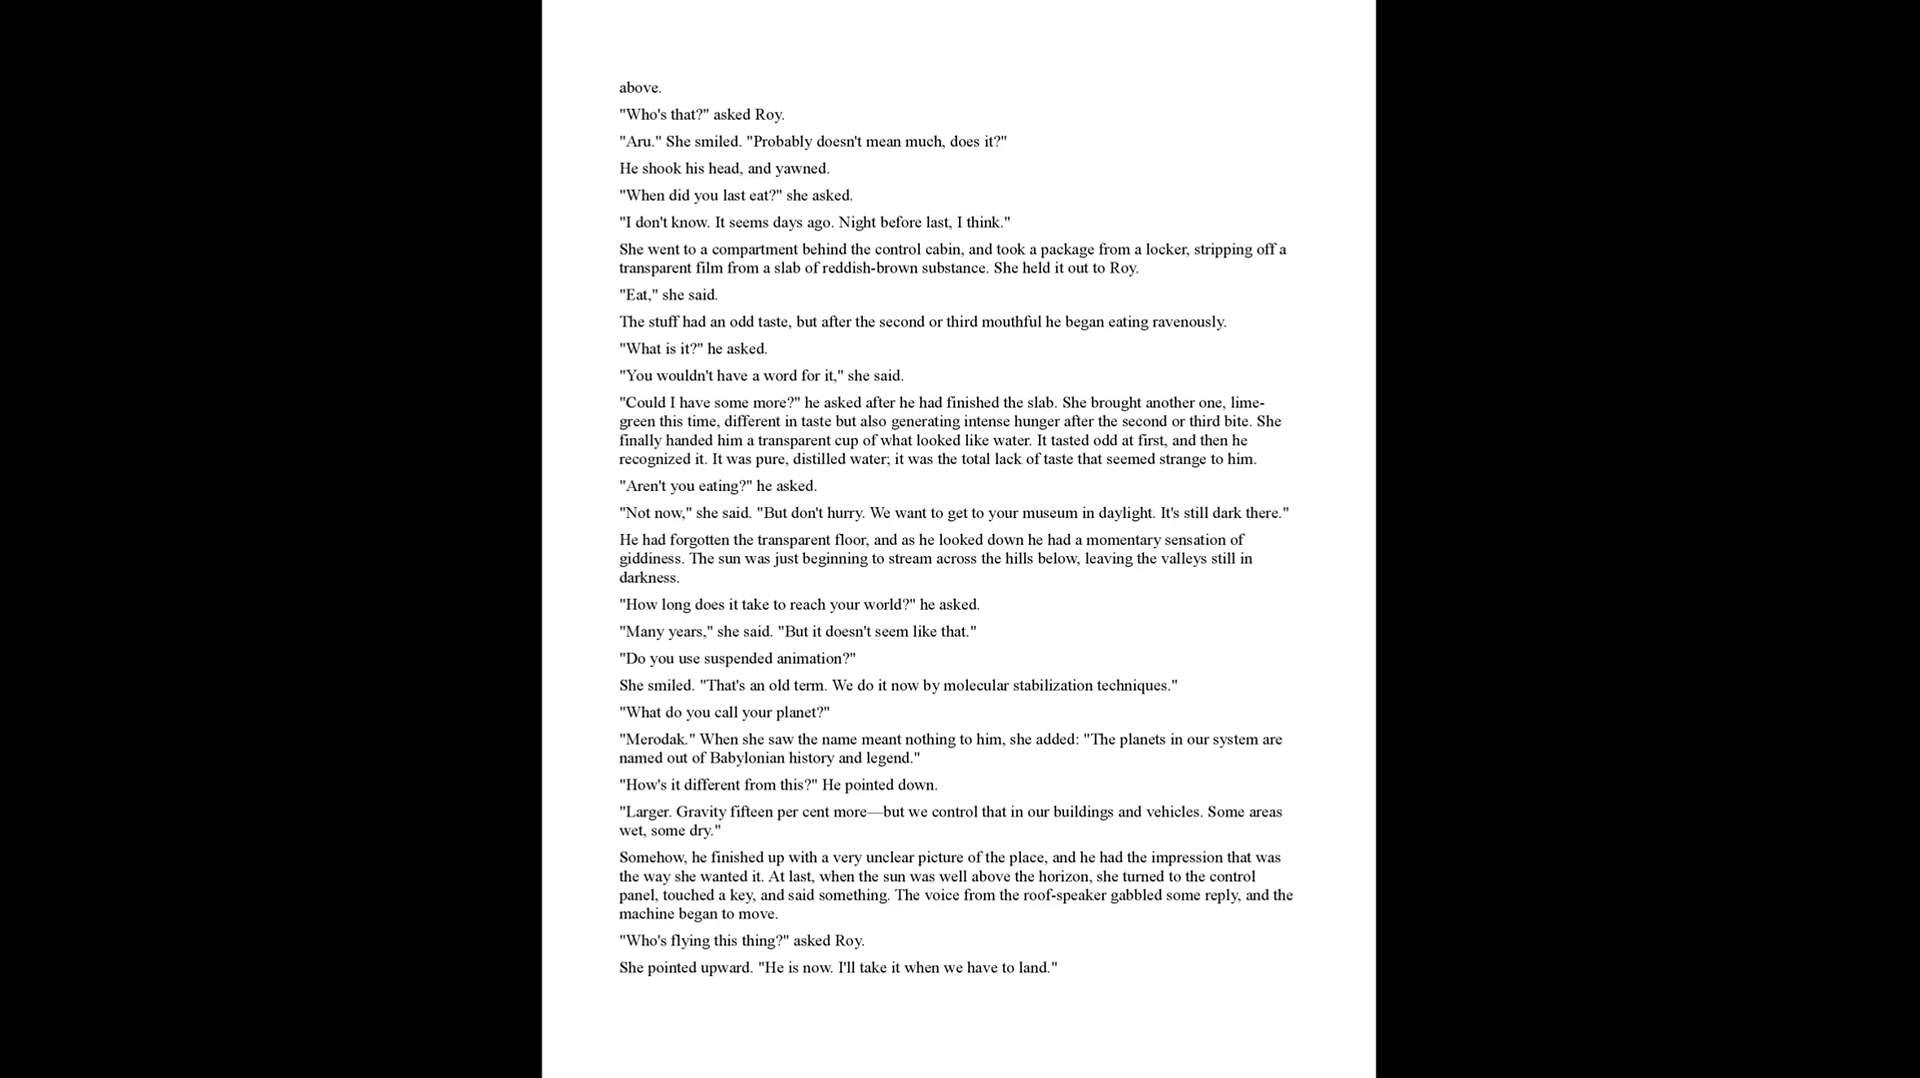 above.
"Who's that?" asked Roy.
"Aru." She smiled. "Probably doesn't mean much, does it?"
He shook his head, and yawned.
"When did you last eat?" she asked.
"I don't know. It seems days ago. Night before last, I think."
She went to a compartment behind the control cabin, and took a package from a locker, stripping off a
transparent film from a slab of reddish-brown substance. She held it out to Roy.
"Eat," she said.
The stuff had an odd taste, but after the second or third mouthful he began eating ravenously.
"What is it?" he asked.
"You wouldn't have a word for it," she said.
"Could I have some more?" he asked after he had finished the slab. She brought another one, lime-
green this time, different in taste but also generating intense hunger after the second or third bite. She
finally handed him a transparent cup of what looked like water. It tasted odd at first, and then he
recognized it. It was pure, distilled water; it was the total lack of taste that seemed strange to him.
"Aren't you eating?" he asked.
"Not now," she said. "But don't hurry. We want to get to your museum in daylight. It's still dark there."
He had forgotten the transparent floor, and as he looked down he had a momentary sensation of
giddiness. The sun was just beginning to stream across the hills below, leaving the valleys still in
darkness.
"How long does it take to reach your world?" he asked.
"Many years," she said. "But it doesn't seem like that."
"Do you use suspended animation?"
She smiled. "That's an old term. We do it now by molecular stabilization techniques."
"What do you call your planet?"
"Merodak." When she saw the name meant nothing to him, she added: "The planets in our system are
named out of Babylonian history and legend."
"How's it different from this?" He pointed down.
"Larger. Gravity fifteen per cent more—but we control that in our buildings and vehicles. Some areas
wet, some dry."
Somehow, he finished up with a very unclear picture of the place, and he had the impression that was
the way she wanted it. At last, when the sun was well above the horizon, she turned to the control
panel, touched a key, and said something. The voice from the roof-speaker gabbled some reply, and the
machine began to move.
"Who's flying this thing?" asked Roy.
She pointed upward. "He is now. I'll take it when we have to land."